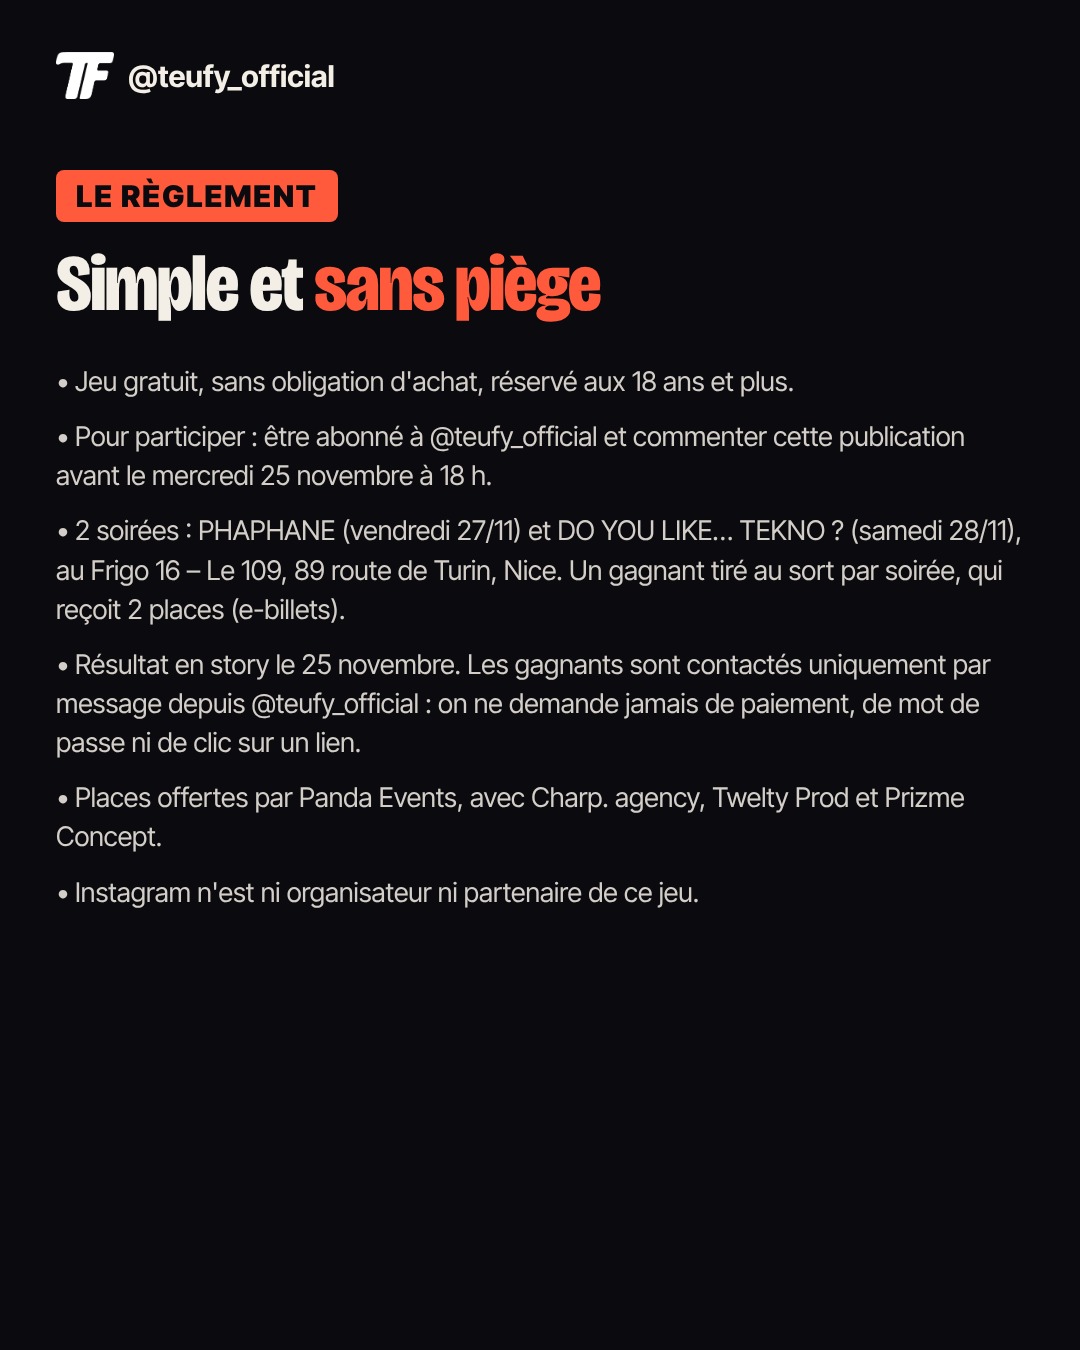 TF @teufy_official
LE RÈGLEMENT
Simple et sans piège
• Jeu gratuit, sans obligation d'achat, réservé aux 18 ans et plus.
• Pour participer : être abonné à @teufy_official et commenter cette publication
avant le mercredi 25 novembre à 18 h.
• 2 soirées : PHAPHANE (vendredi 27/11) et DO YOU LIKE... TEKNO ? (samedi 28/11),
au Frigo 16 – Le 109, 89 route de Turin, Nice. Un gagnant tiré au sort par soirée, qui
reçoit 2 places (e-billets).
• Résultat en story le 25 novembre. Les gagnants sont contactés uniquement par
message depuis @teufy_official : on ne demande jamais de paiement, de mot de
passe ni de clic sur un lien.
• Places offertes par Panda Events, avec Charp. agency, Twelty Prod et Prizme
Concept.
• Instagram n'est ni organisateur ni partenaire de ce jeu.